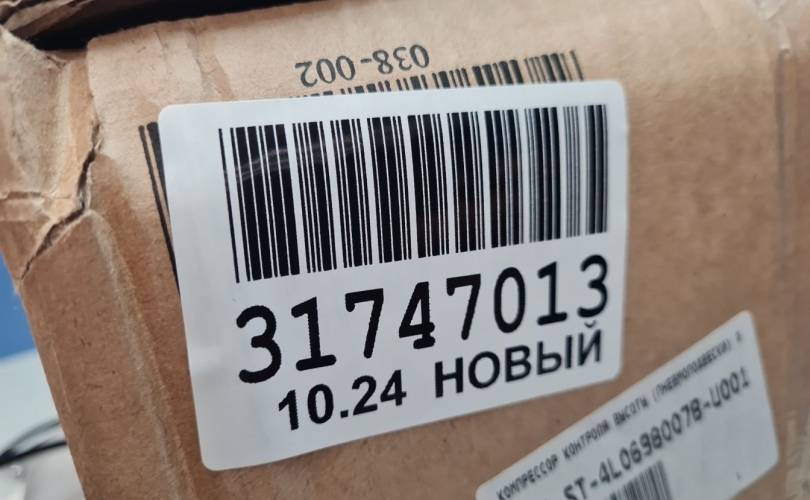 038-002
31747013
10.24 НОВЫЙ
КОМПРЕССОР КОНТРОЛЯ ВЫСОТЫ (ПНЕВМОПОДВЕСКИ)
ST-4L0698007B-U001